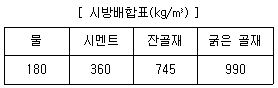 [ 시방배합표(kg/㎥) ]
물 시멘트 잔골재 굵은 골재
180 360 745 990